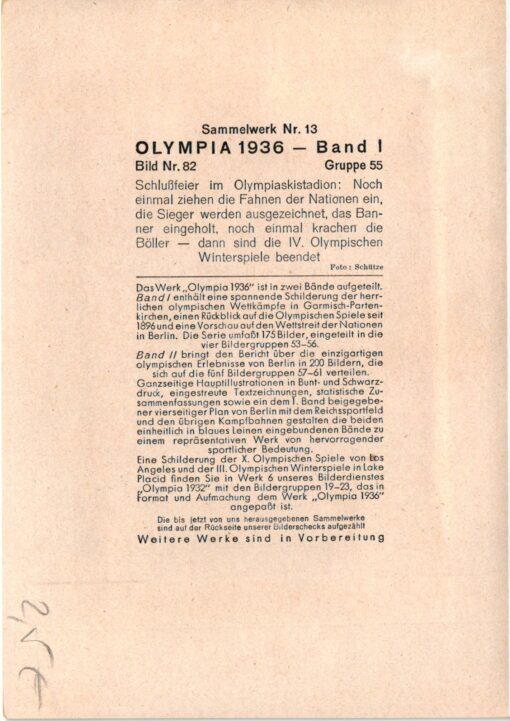 Sammelwerk Nr. 13
OLYMPIA 1936 — Band I
Bild Nr. 82 Gruppe 55
Schlußfeier im Olympiaskistadion: Noch
einmal ziehen die Fahnen der Nationen ein,
die Sieger werden ausgezeichnet, das Ban-
ner eingeholt, noch einmal krachen die
Böller — dann sind die IV. Olympischen
Winterspiele beendet
Foto: Schütze
Das Werk „Olympia 1936" ist in zwei Bände aufgeteilt.
Band I enthält eine spannende Schilderung der herr-
lichen olympischen Wettkämpfe in Garmisch-Parten-
kirchen, einen Rückblick auf die Olympischen Spiele seit
1896 und eine Vorschau auf den Wettstreit der Nationen
in Berlin. Die Serie umfaßt 175 Bilder, eingeteilt in die
vier Bildergruppen 53–56.
Band II bringt den Bericht über die einzigartigen
olympischen Erlebnisse von Berlin in 200 Bildern, die
sich auf die fünf Bildergruppen 57–61 verteilen.
Ganzseitige Hauptillustrationen in Bunt- und Schwarz-
druck, eingestreute Textzeichnungen, statistische Zu-
sammenfassungen sowie ein dem I. Band beigegebe-
ner vierseitiger Plan von Berlin mit dem Reichssportfeld
und den übrigen Kampfbahnen gestalten die beiden
einheitlich in blaues Leinen eingebundenen Bände zu
einem repräsentativen Werk von hervorragender
sportlicher Bedeutung.
Eine Schilderung der X. Olympischen Spiele von Los
Angeles und der III. Olympischen Winterspiele in Lake
Placid finden Sie in Werk 6 unseres Bilderdienstes
„Olympia 1932" mit den Bildergruppen 19–23, das in
Format und Aufmachung dem Werk „Olympia 1936"
angepaßt ist.
Die bis jetzt von uns herausgegebenen Sammelwerke
sind auf der Rückseite unserer Bilderschecks aufgezählt
Weitere Werke sind in Vorbereitung